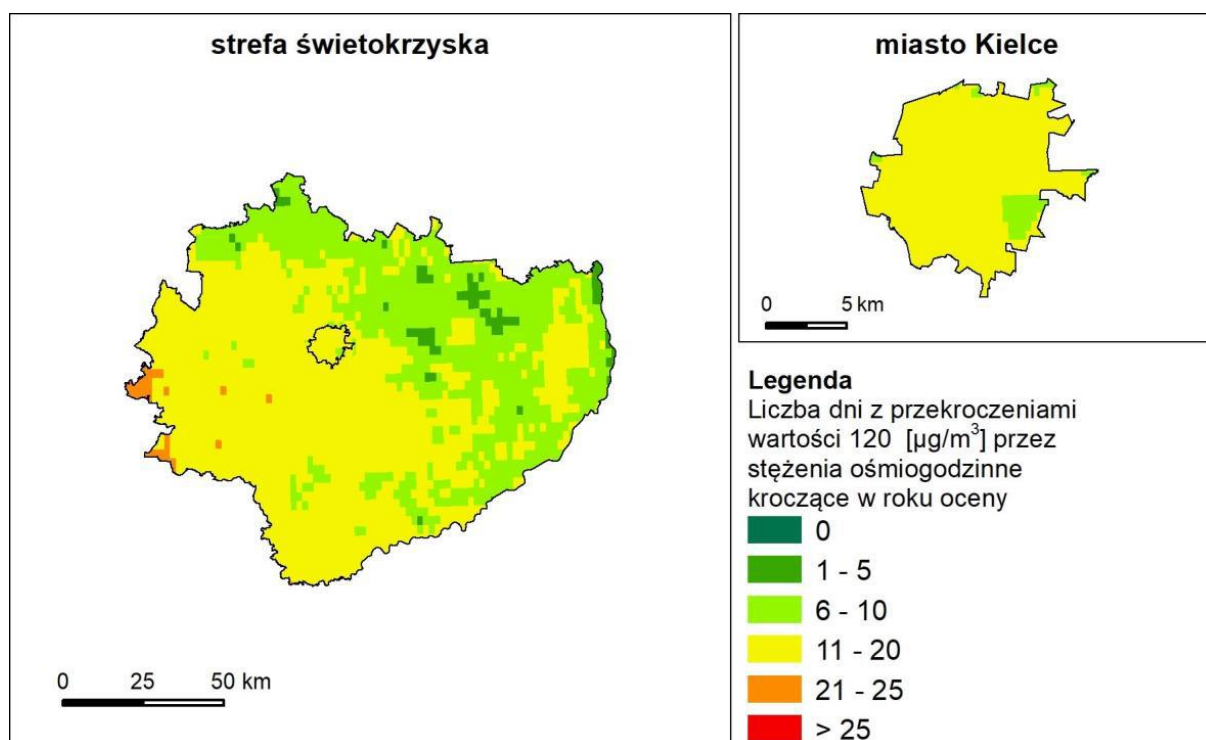 strefa świetokrzyska
0 25 50 km
miasto Kielce
0 5 km
Legenda
Liczba dni z przekroczeniami
wartości 120 [µg/m³] przez
stężenia ośmiogodzinne
kroczące w roku oceny
0
1 - 5
6 - 10
11 - 20
21 - 25
> 25